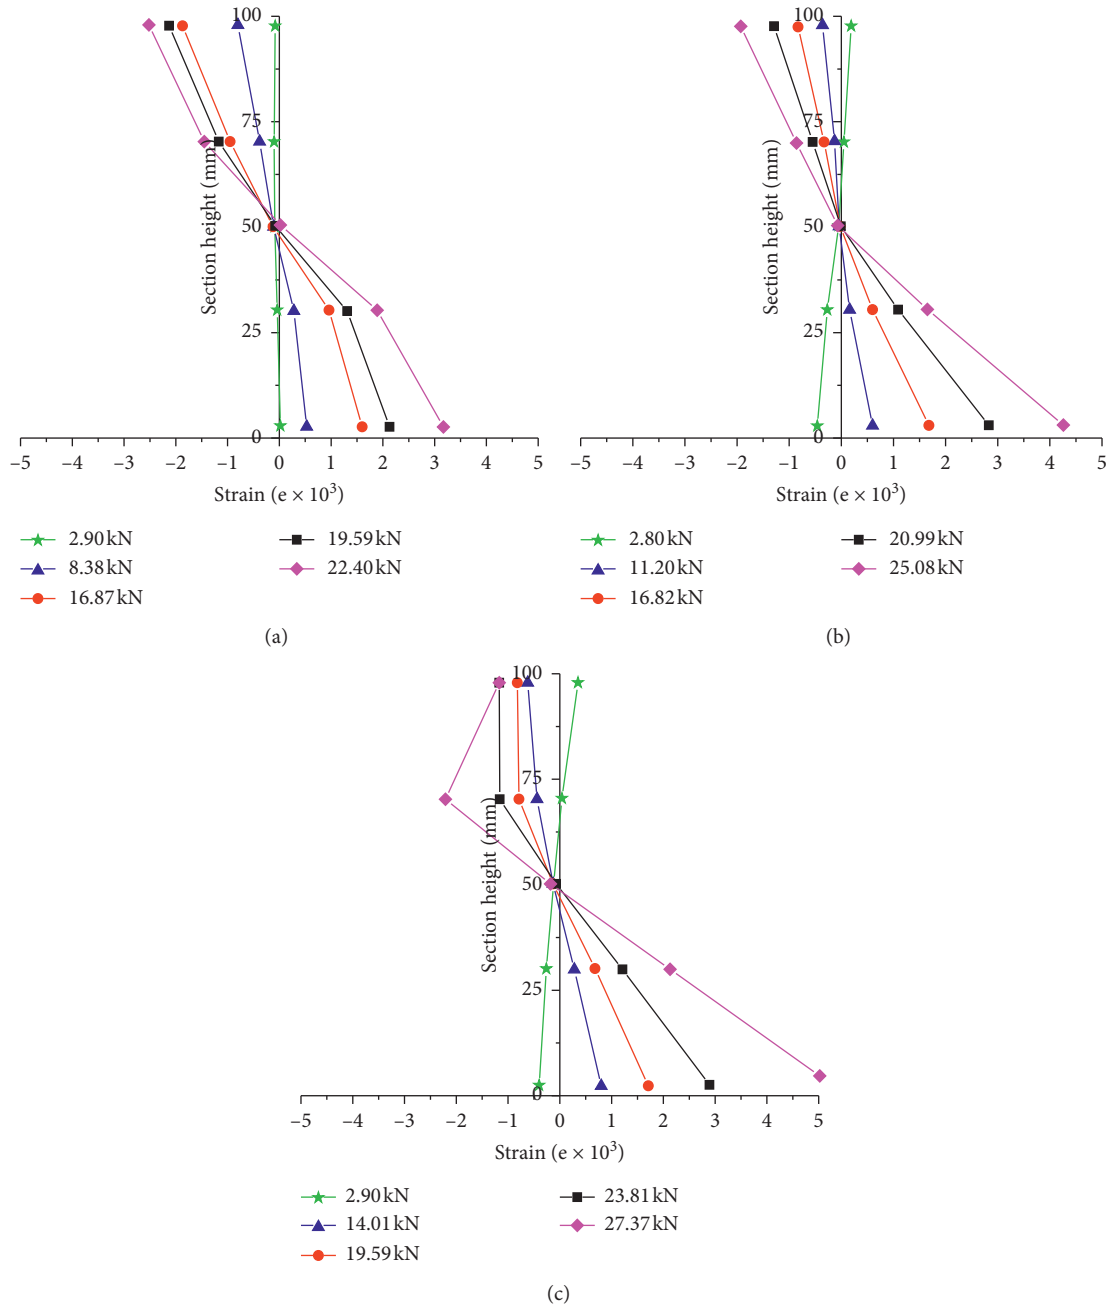 100
75
50
25
0
Section height (mm)
–5 –4 –3 –2 –1 0 1 2 3 4 5
Strain (e × 10³)
2.90 kN
8.38 kN
16.87 kN
19.59 kN
22.40 kN
(a)
100
75
50
25
0
Section height (mm)
–5 –4 –3 –2 –1 0 1 2 3 4 5
Strain (e × 10³)
2.80 kN
11.20 kN
16.82 kN
20.99 kN
25.08 kN
(b)
100
75
50
25
0
Section height (mm)
–5 –4 –3 –2 –1 0 1 2 3 4 5
Strain (e × 10³)
2.90 kN
14.01 kN
19.59 kN
23.81 kN
27.37 kN
(c)